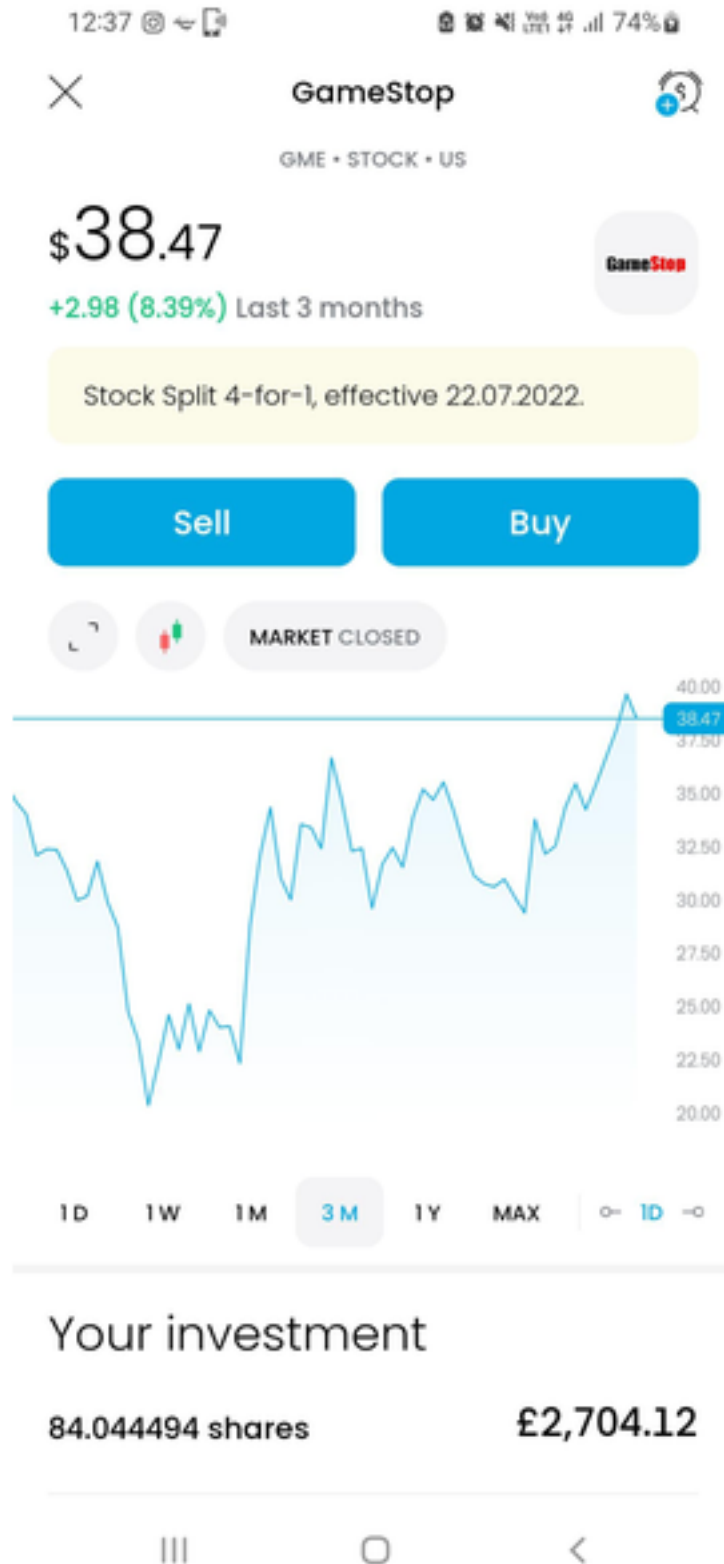 12:37
74%
GameStop
GME • STOCK • US
$38.47
GameStop
+2.98 (8.39%) Last 3 months
Stock Split 4-for-1, effective 22.07.2022.
Sell Buy
MARKET CLOSED
40.00
38.47
37.50
35.00
32.50
30.00
27.50
25.00
22.50
20.00
1D 1W 1M 3M 1Y MAX 1D
Your investment
84.044494 shares £2,704.12